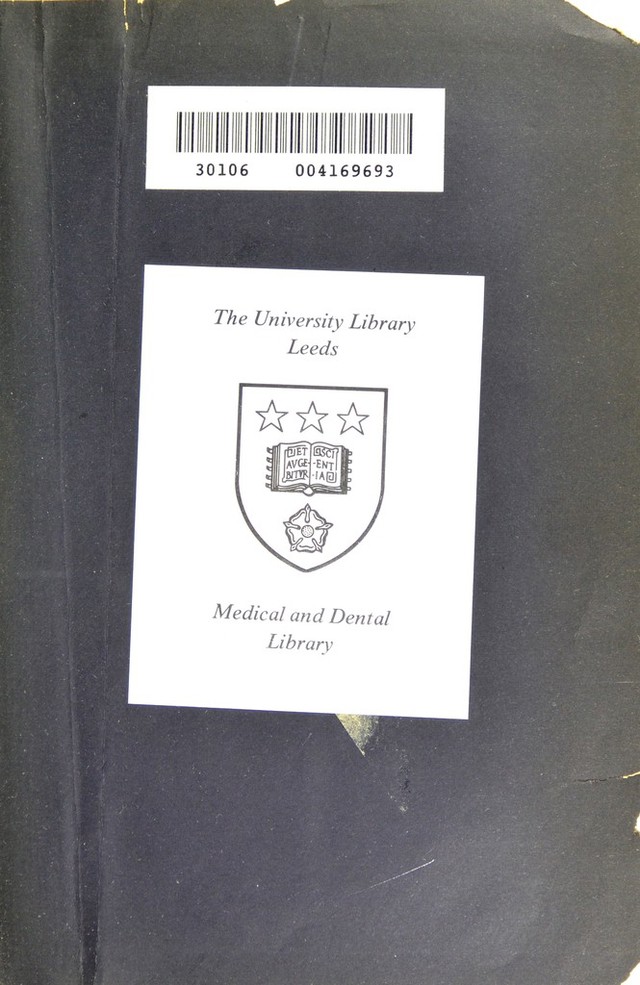 30106 004169693
The University Library
Leeds
ET SCI
AVGE- -ENT
BITVR -IA
Medical and Dental
Library